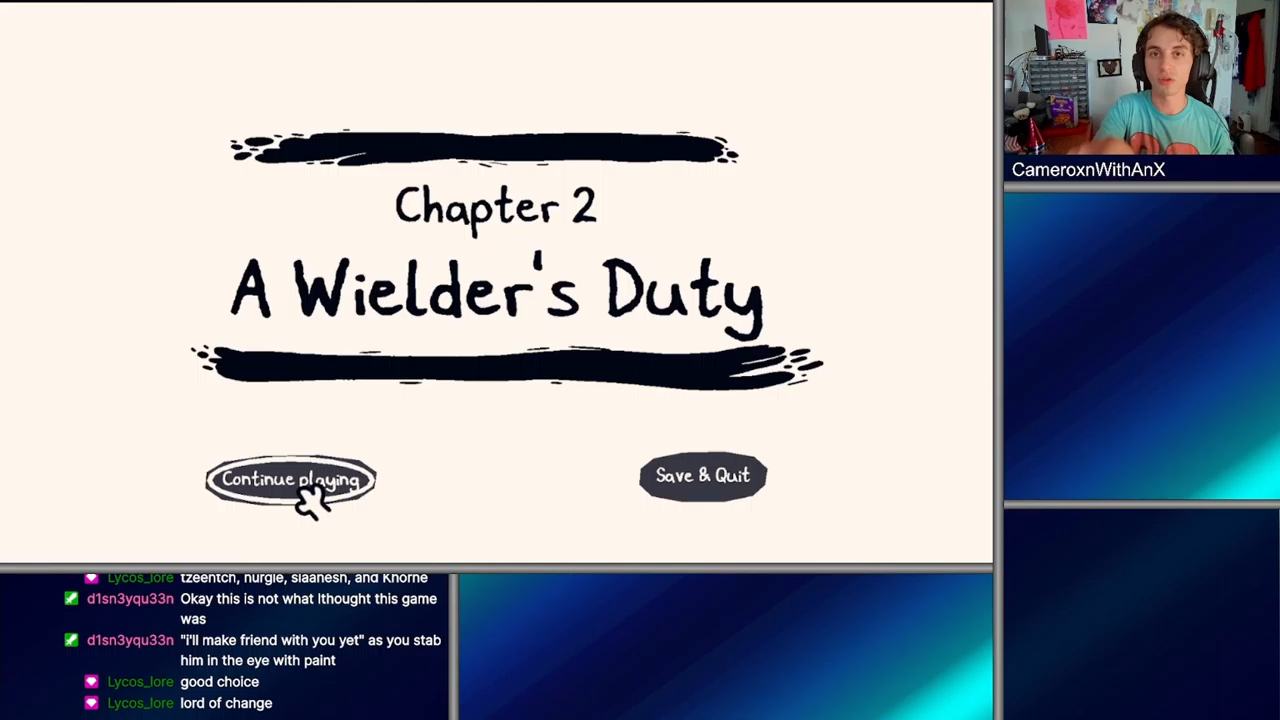 Chapter 2
A Wielder's Duty
Continue playing
Save & Quit
CameroxnWithAnX
Lycos_lore tzeentch, nurgle, slaanesh, and Khorne
d1sn3yqu33n Okay this is not what Ithought this game
was
d1sn3yqu33n "i'll make friend with you yet" as you stab
him in the eye with paint
Lycos_lore good choice
Lycos_lore lord of change